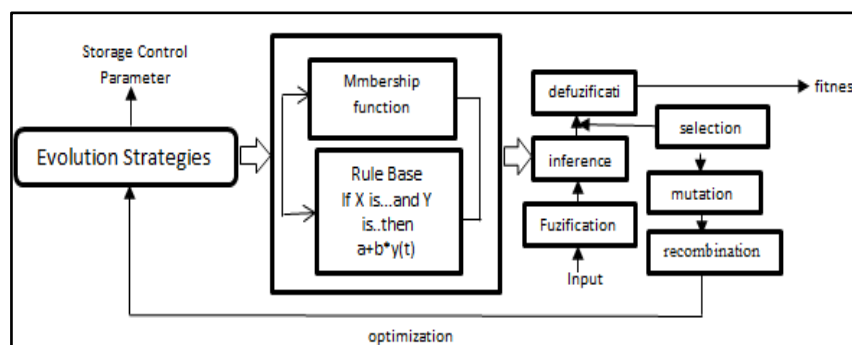 Storage Control
Parameter
Evolution Strategies
Mmbership
function
Rule Base
If X is...and Y
is..then
a+b*y(t)
defuzificati
inference
Fuzification
Input
selection
mutation
recombination
fitnes
optimization